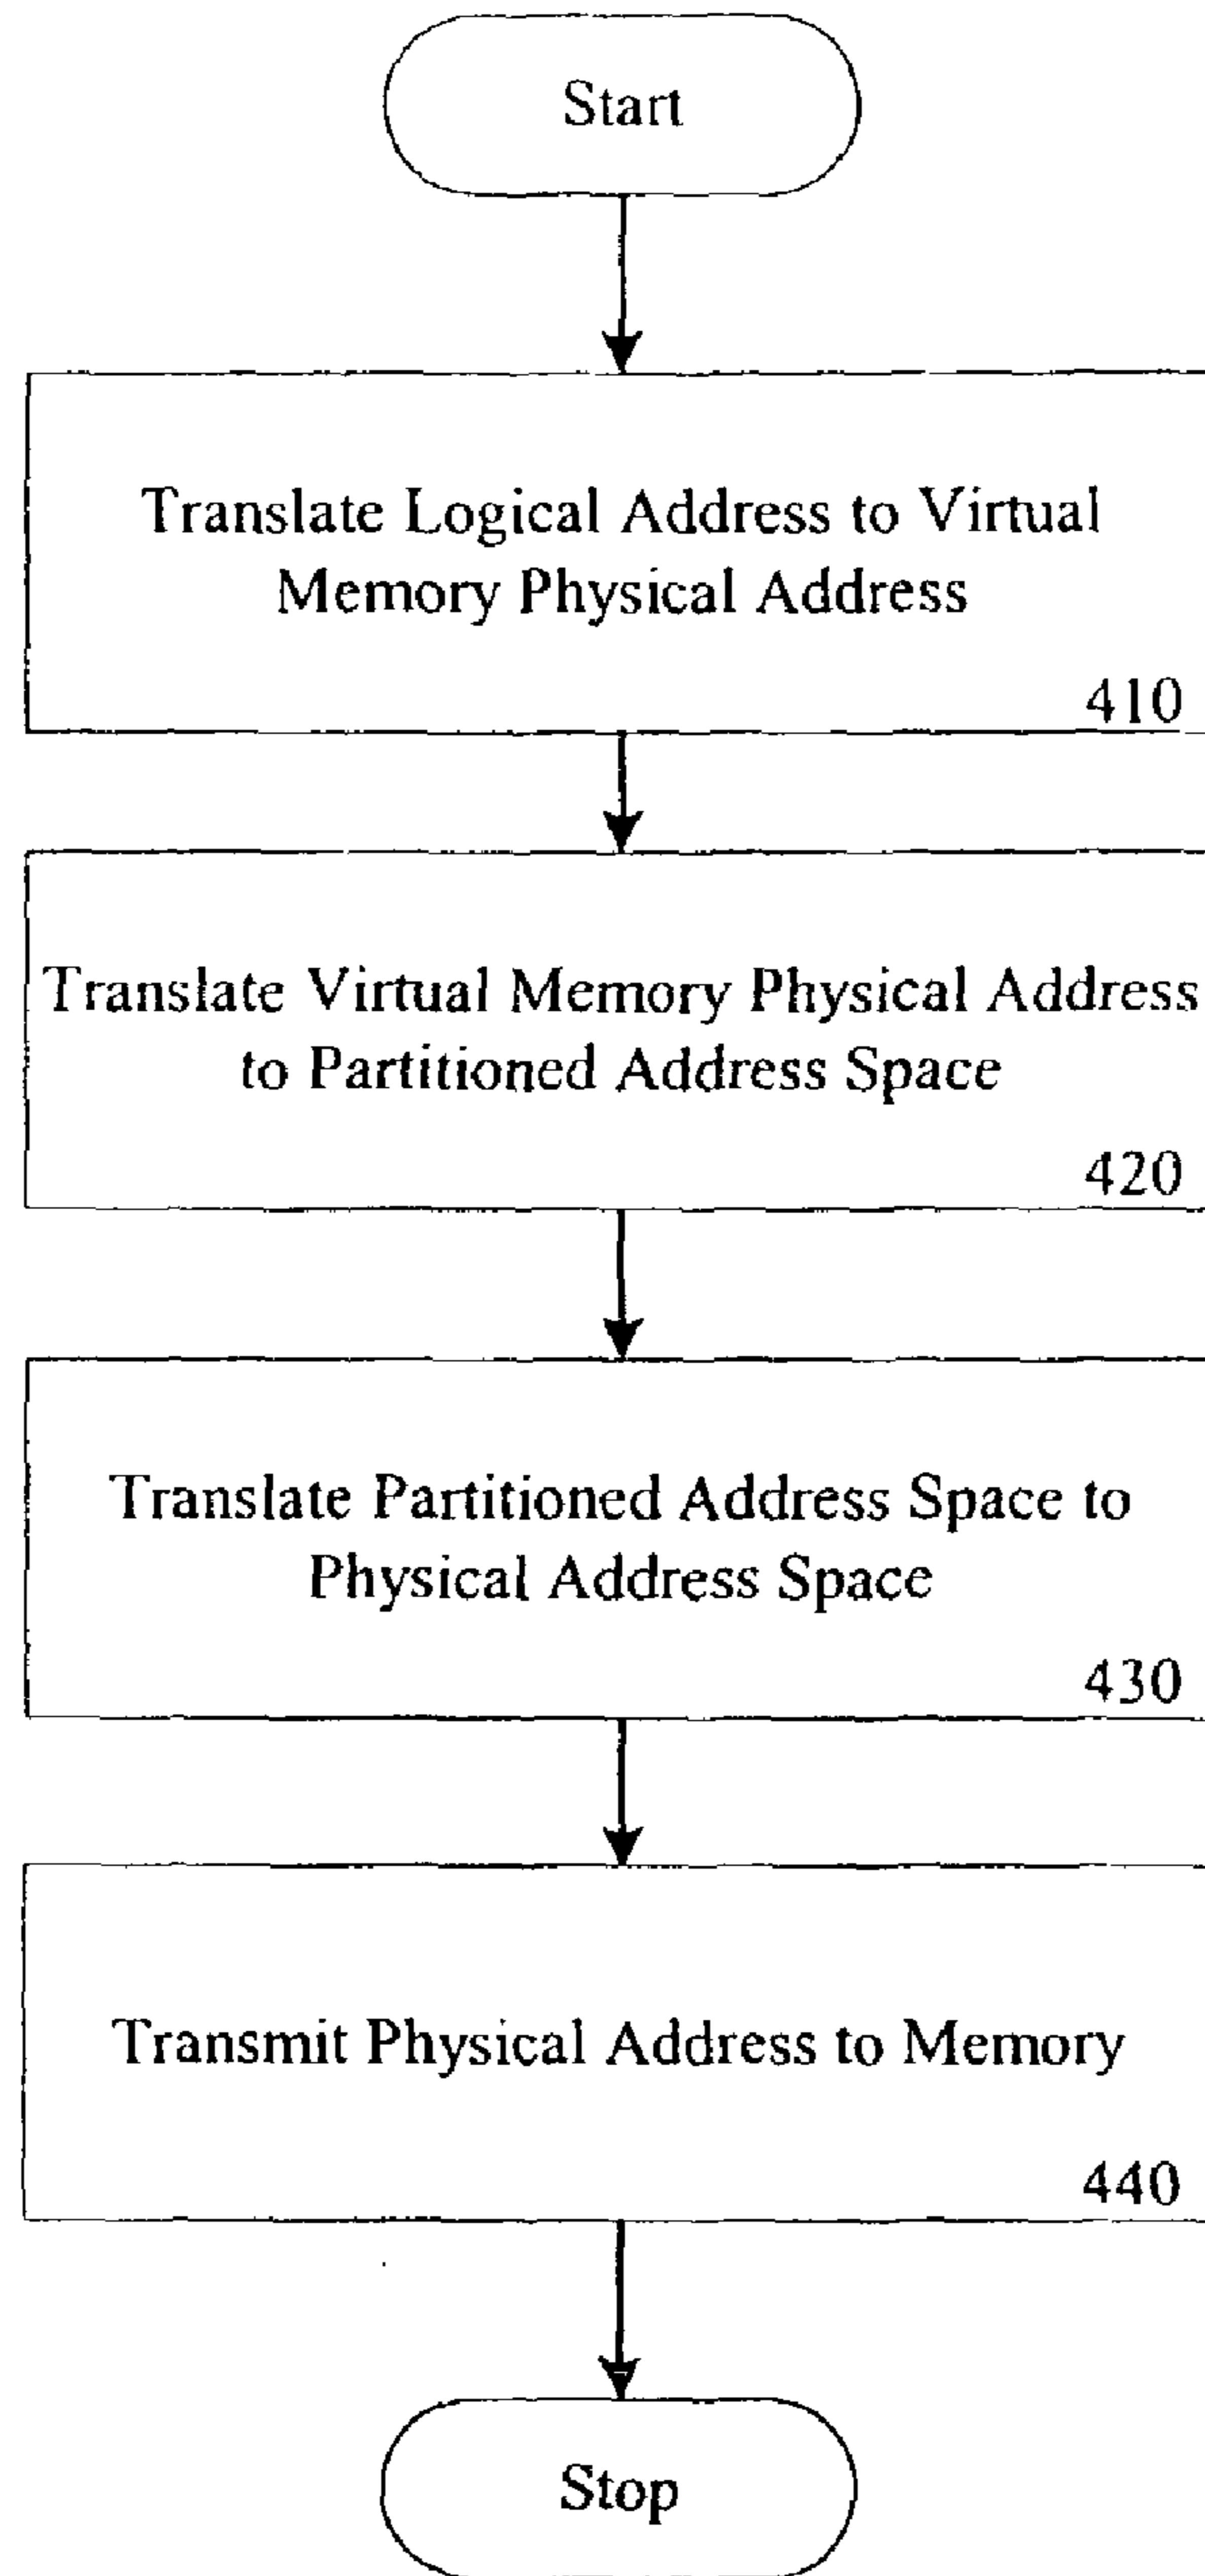 Start
Translate Logical Address to Virtual
Memory Physical Address
410
Translate Virtual Memory Physical Address
to Partitioned Address Space
420
Translate Partitioned Address Space to
Physical Address Space
430
Transmit Physical Address to Memory
440
Stop